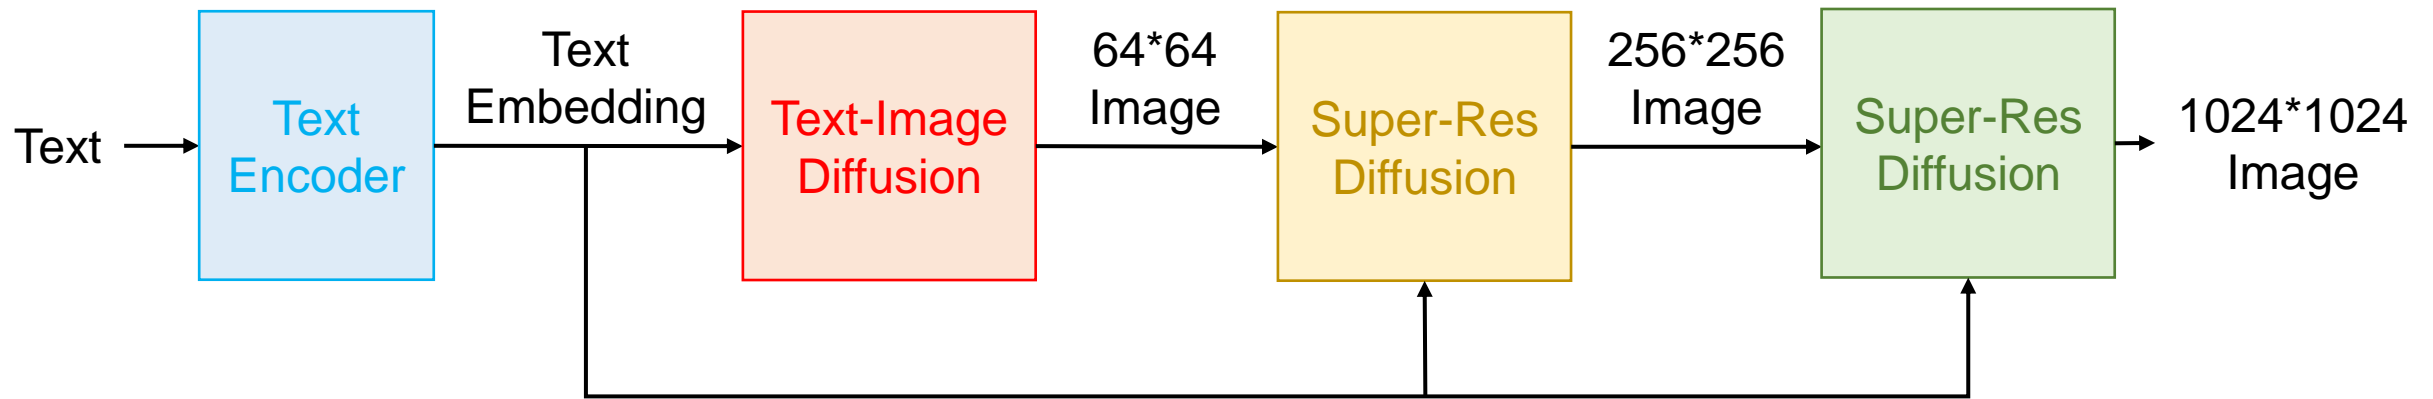 Text
Text
Encoder
Text
Embedding
Text-Image
Diffusion
64*64
Image
Super-Res
Diffusion
256*256
Image
Super-Res
Diffusion
1024*1024
Image